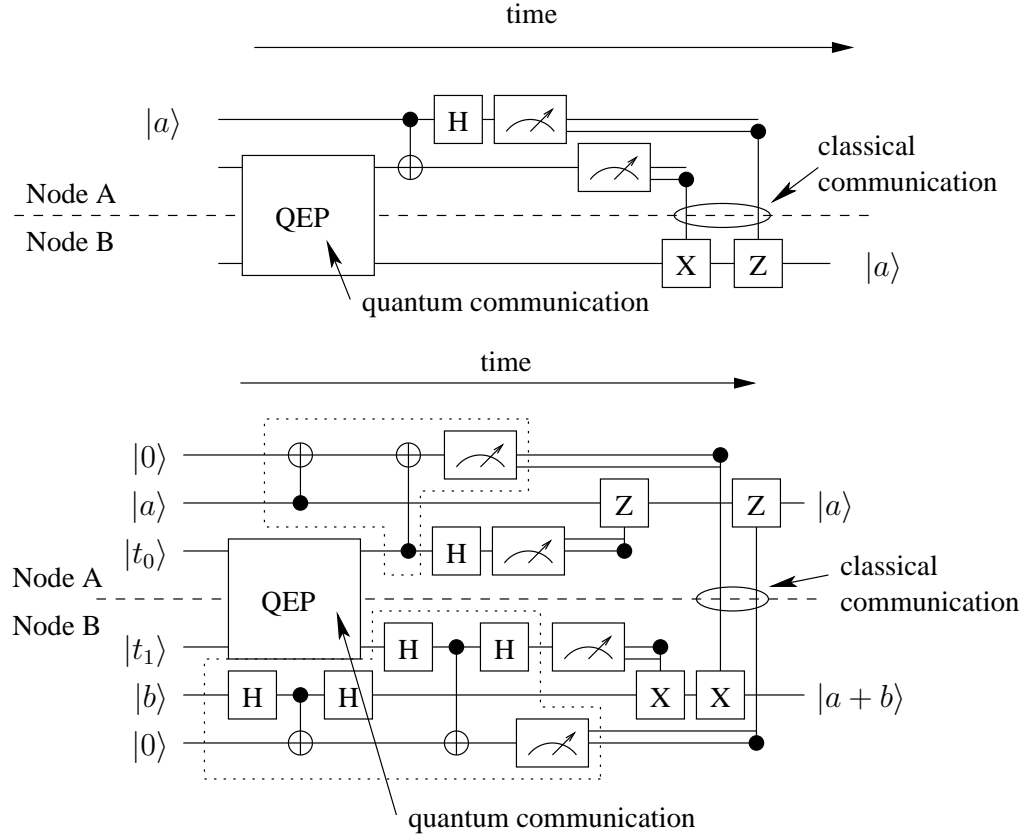 time
|a⟩
H
classical
communication
Node A
Node B
QEP
X
Z
|a⟩
quantum communication
time
|0⟩
|a⟩
Z
Z
|a⟩
|t₀⟩
H
Node A
Node B
QEP
classical
communication
|t₁⟩
H
H
|b⟩
H
H
X
X
|a + b⟩
|0⟩
quantum communication